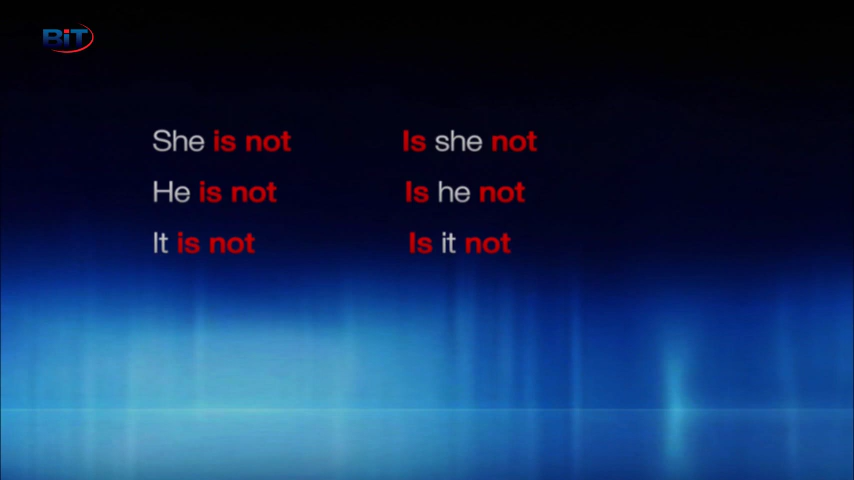 BiT
She is not Is she not
He is not Is he not
It is not Is it not